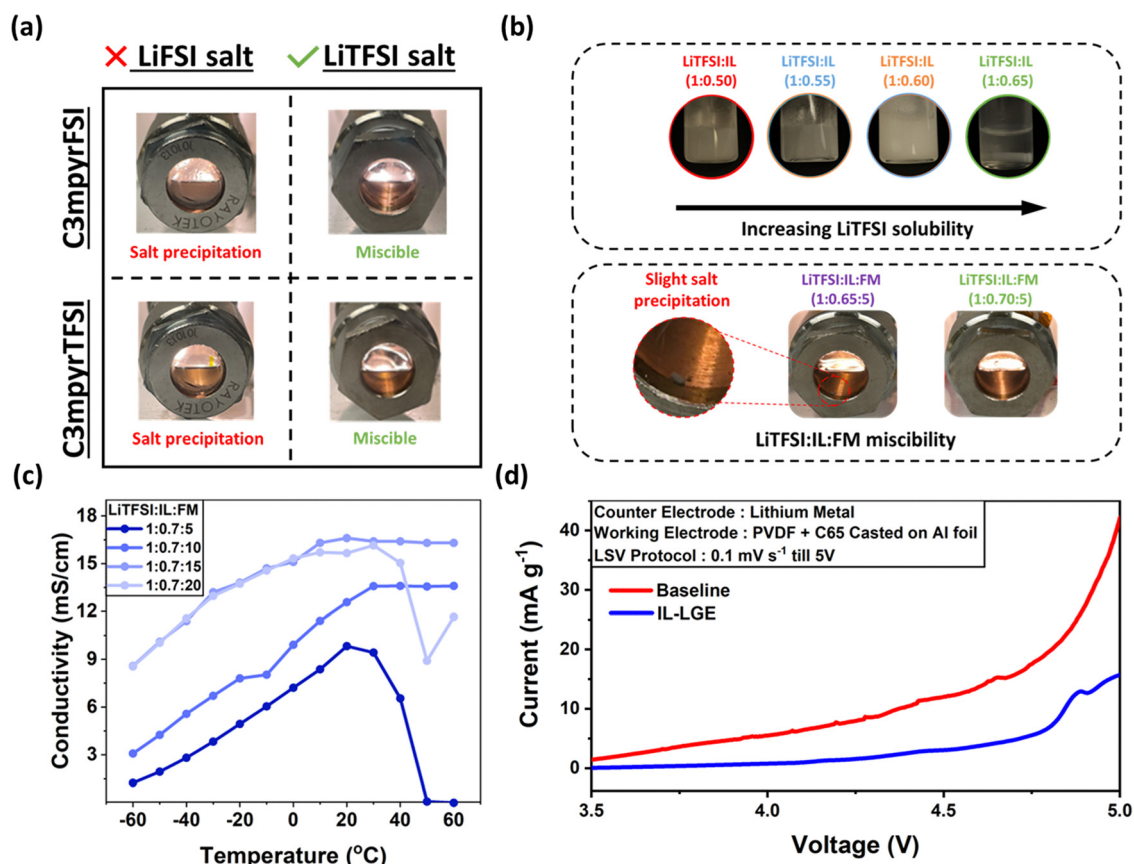 (a)
LiFSI salt
LiTFSI salt
C3mpyrFSI
C3mpyrTFSI
RAYOTEK
Salt precipitation
Miscible
RAYOTEK
Salt precipitation
Miscible
(b)
LiTFSI:IL
(1:0.50)
LiTFSI:IL
(1:0.55)
LiTFSI:IL
(1:0.60)
LiTFSI:IL
(1:0.65)
Increasing LiTFSI solubility
Slight salt
precipitation
LiTFSI:IL:FM
(1:0.65:5)
LiTFSI:IL:FM
(1:0.70:5)
LiTFSI:IL:FM miscibility
(c)
LiTFSI:IL:FM
1:0.7:5
1:0.7:10
1:0.7:15
1:0.7:20
18
15
12
9
6
3
Conductivity (mS/cm)
-60 -40 -20 0 20 40 60
Temperature (°C)
(d)
Counter Electrode : Lithium Metal
Working Electrode : PVDF + C65 Casted on Al foil
LSV Protocol : 0.1 mV s⁻¹ till 5V
Baseline
IL-LGE
40
30
20
10
0
Current (mA g⁻¹)
3.5 4.0 4.5 5.0
Voltage (V)